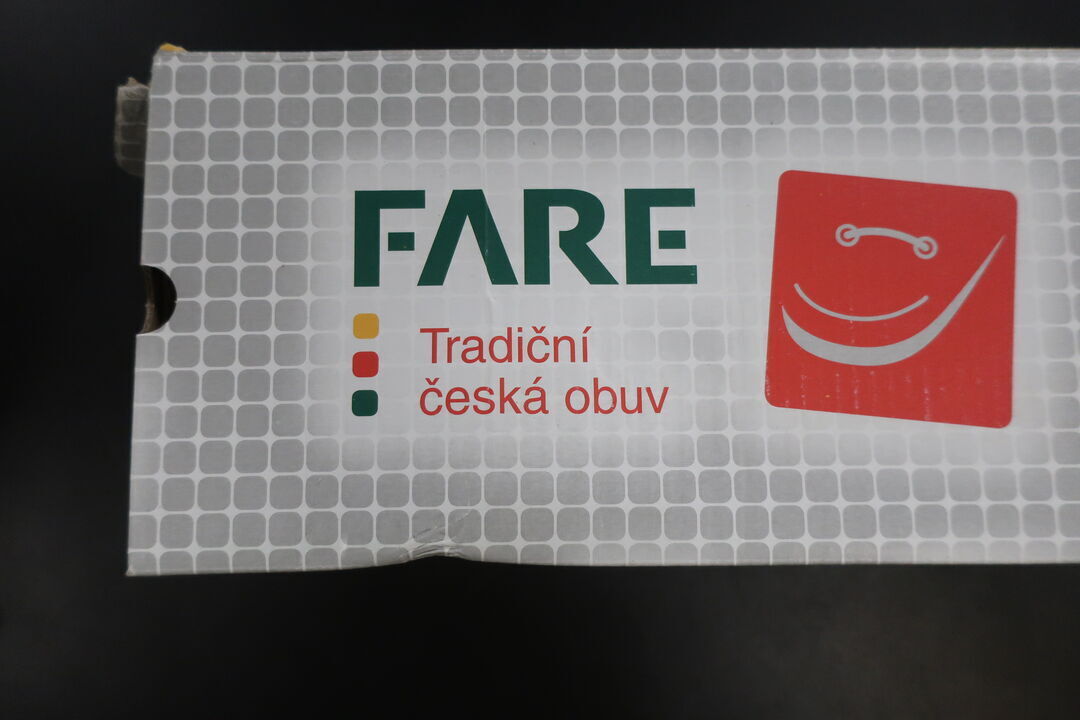 FARE
Tradiční
česká obuv